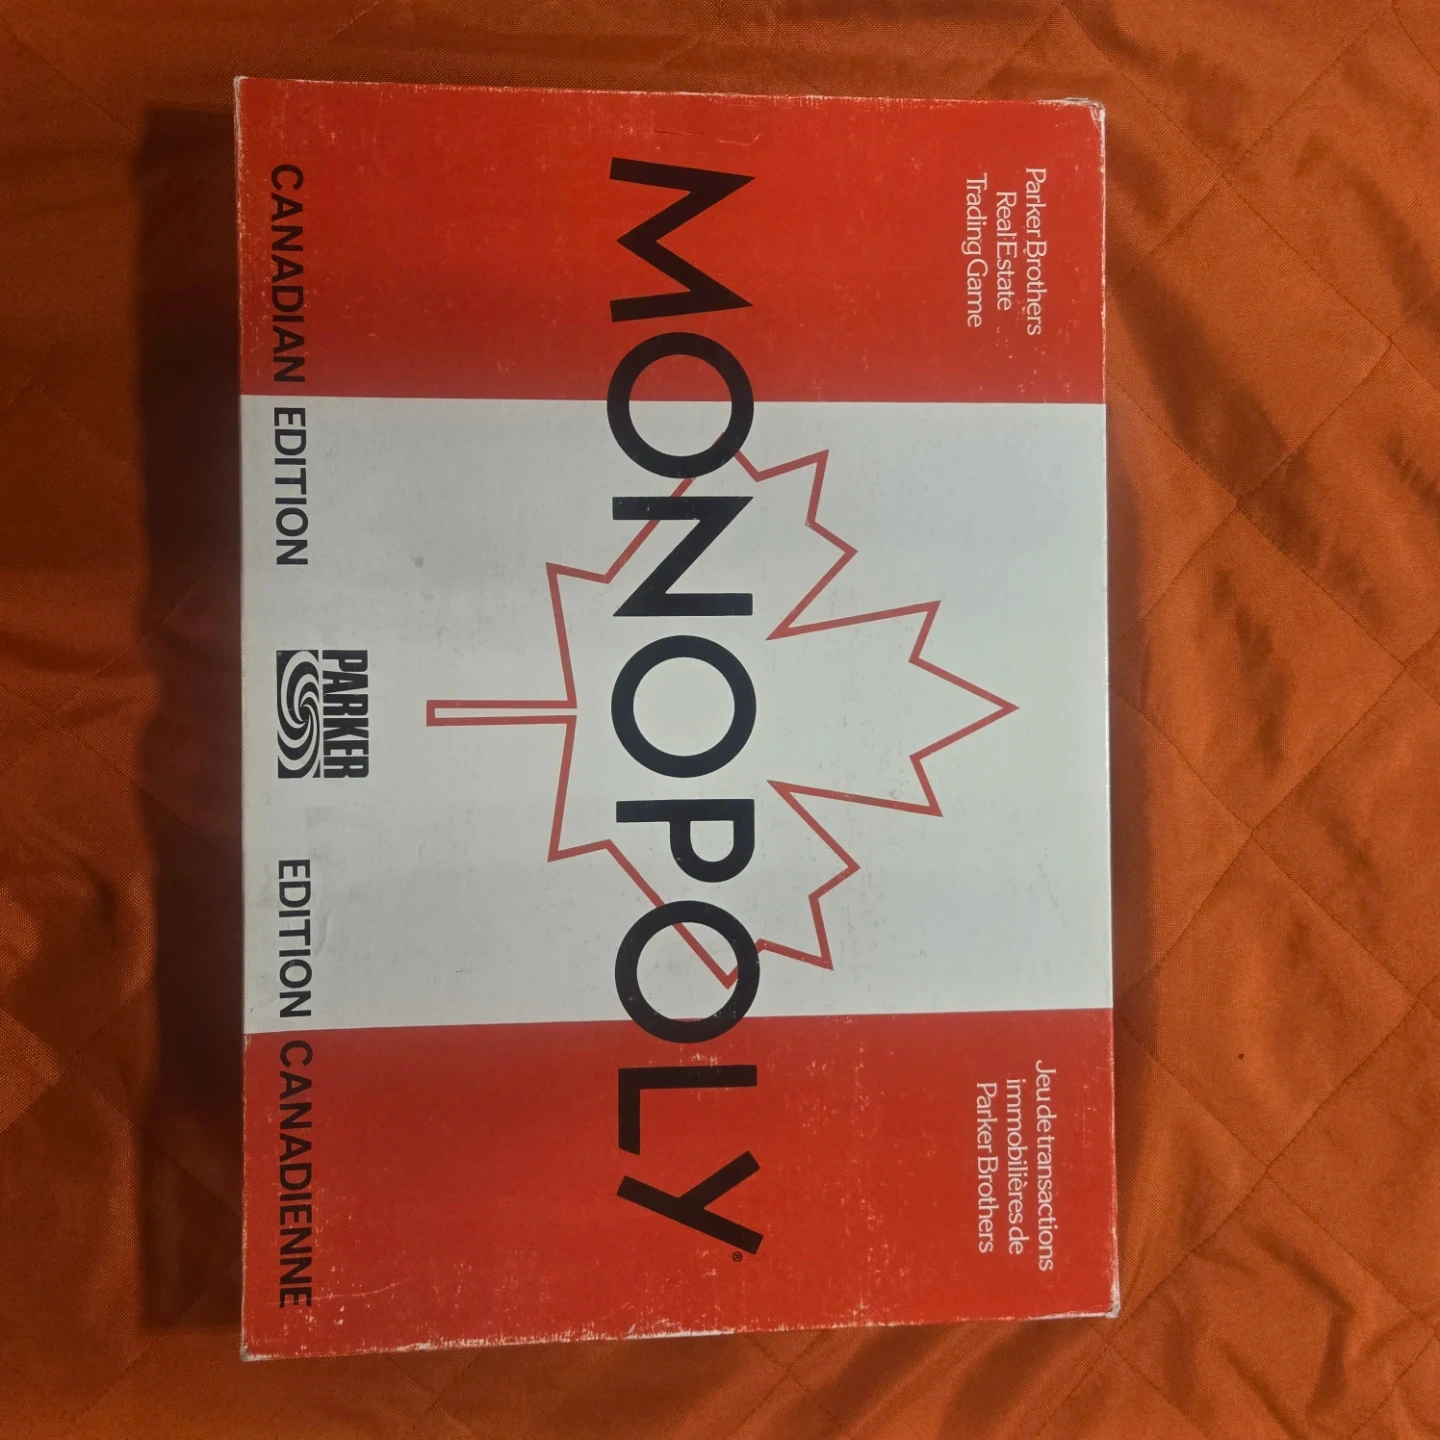 Parker Brothers
Real Estate
Trading Game
Jeu de transactions
immobilières de
Parker Brothers
MONOPOLY®
PARKER
CANADIAN EDITION
EDITION CANADIENNE